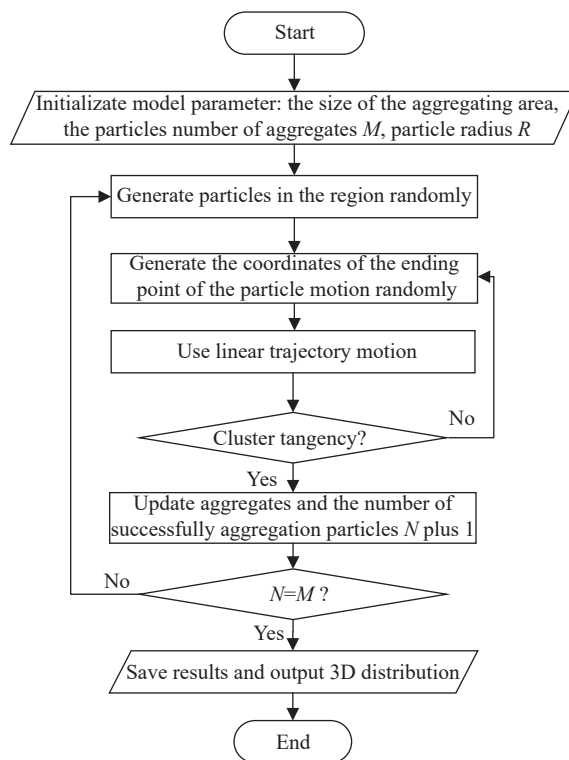 Start
Initializate model parameter: the size of the aggregating area,
the particles number of aggregates M, particle radius R
Generate particles in the region randomly
Generate the coordinates of the ending
point of the particle motion randomly
Use linear trajectory motion
No
Cluster tangency?
Yes
Update aggregates and the number of
successfully aggregation particles N plus 1
No
N=M ?
Yes
Save results and output 3D distribution
End